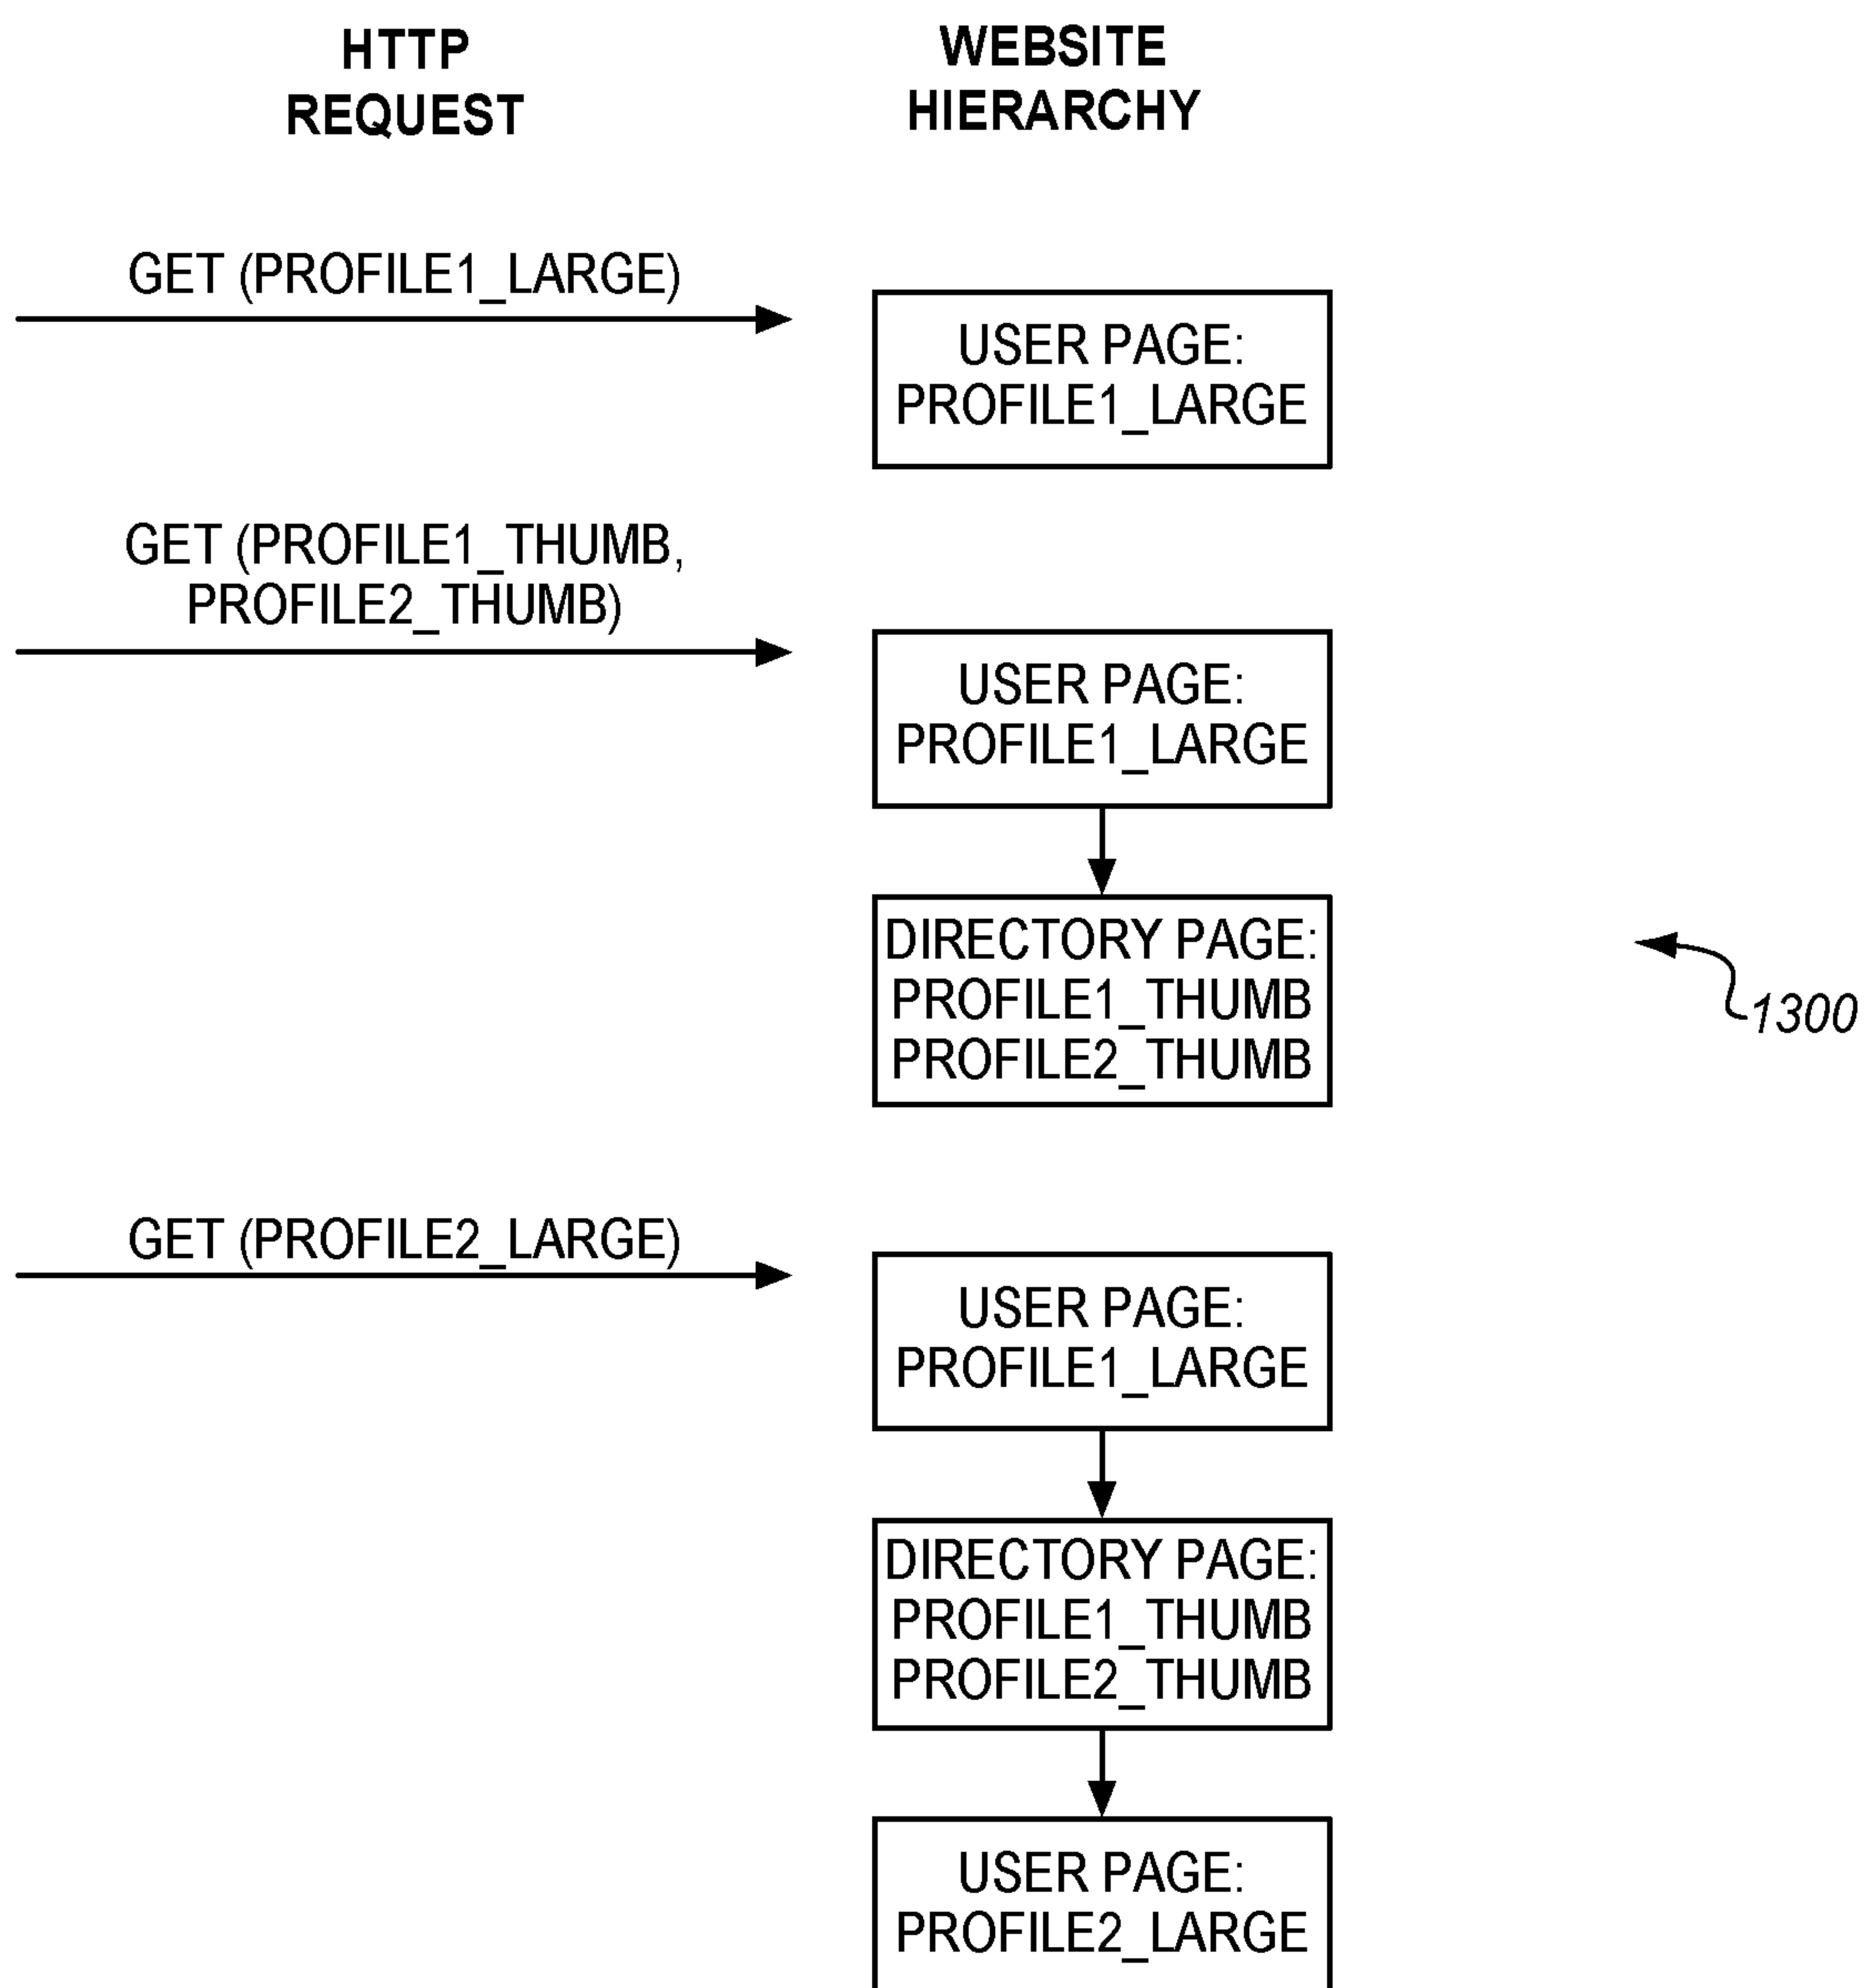 HTTP
REQUEST
WEBSITE
HIERARCHY
GET (PROFILE1_LARGE)
USER PAGE:
PROFILE1_LARGE
GET (PROFILE1_THUMB,
PROFILE2_THUMB)
USER PAGE:
PROFILE1_LARGE
DIRECTORY PAGE:
PROFILE1_THUMB
PROFILE2_THUMB
1300
GET (PROFILE2_LARGE)
USER PAGE:
PROFILE1_LARGE
DIRECTORY PAGE:
PROFILE1_THUMB
PROFILE2_THUMB
USER PAGE:
PROFILE2_LARGE